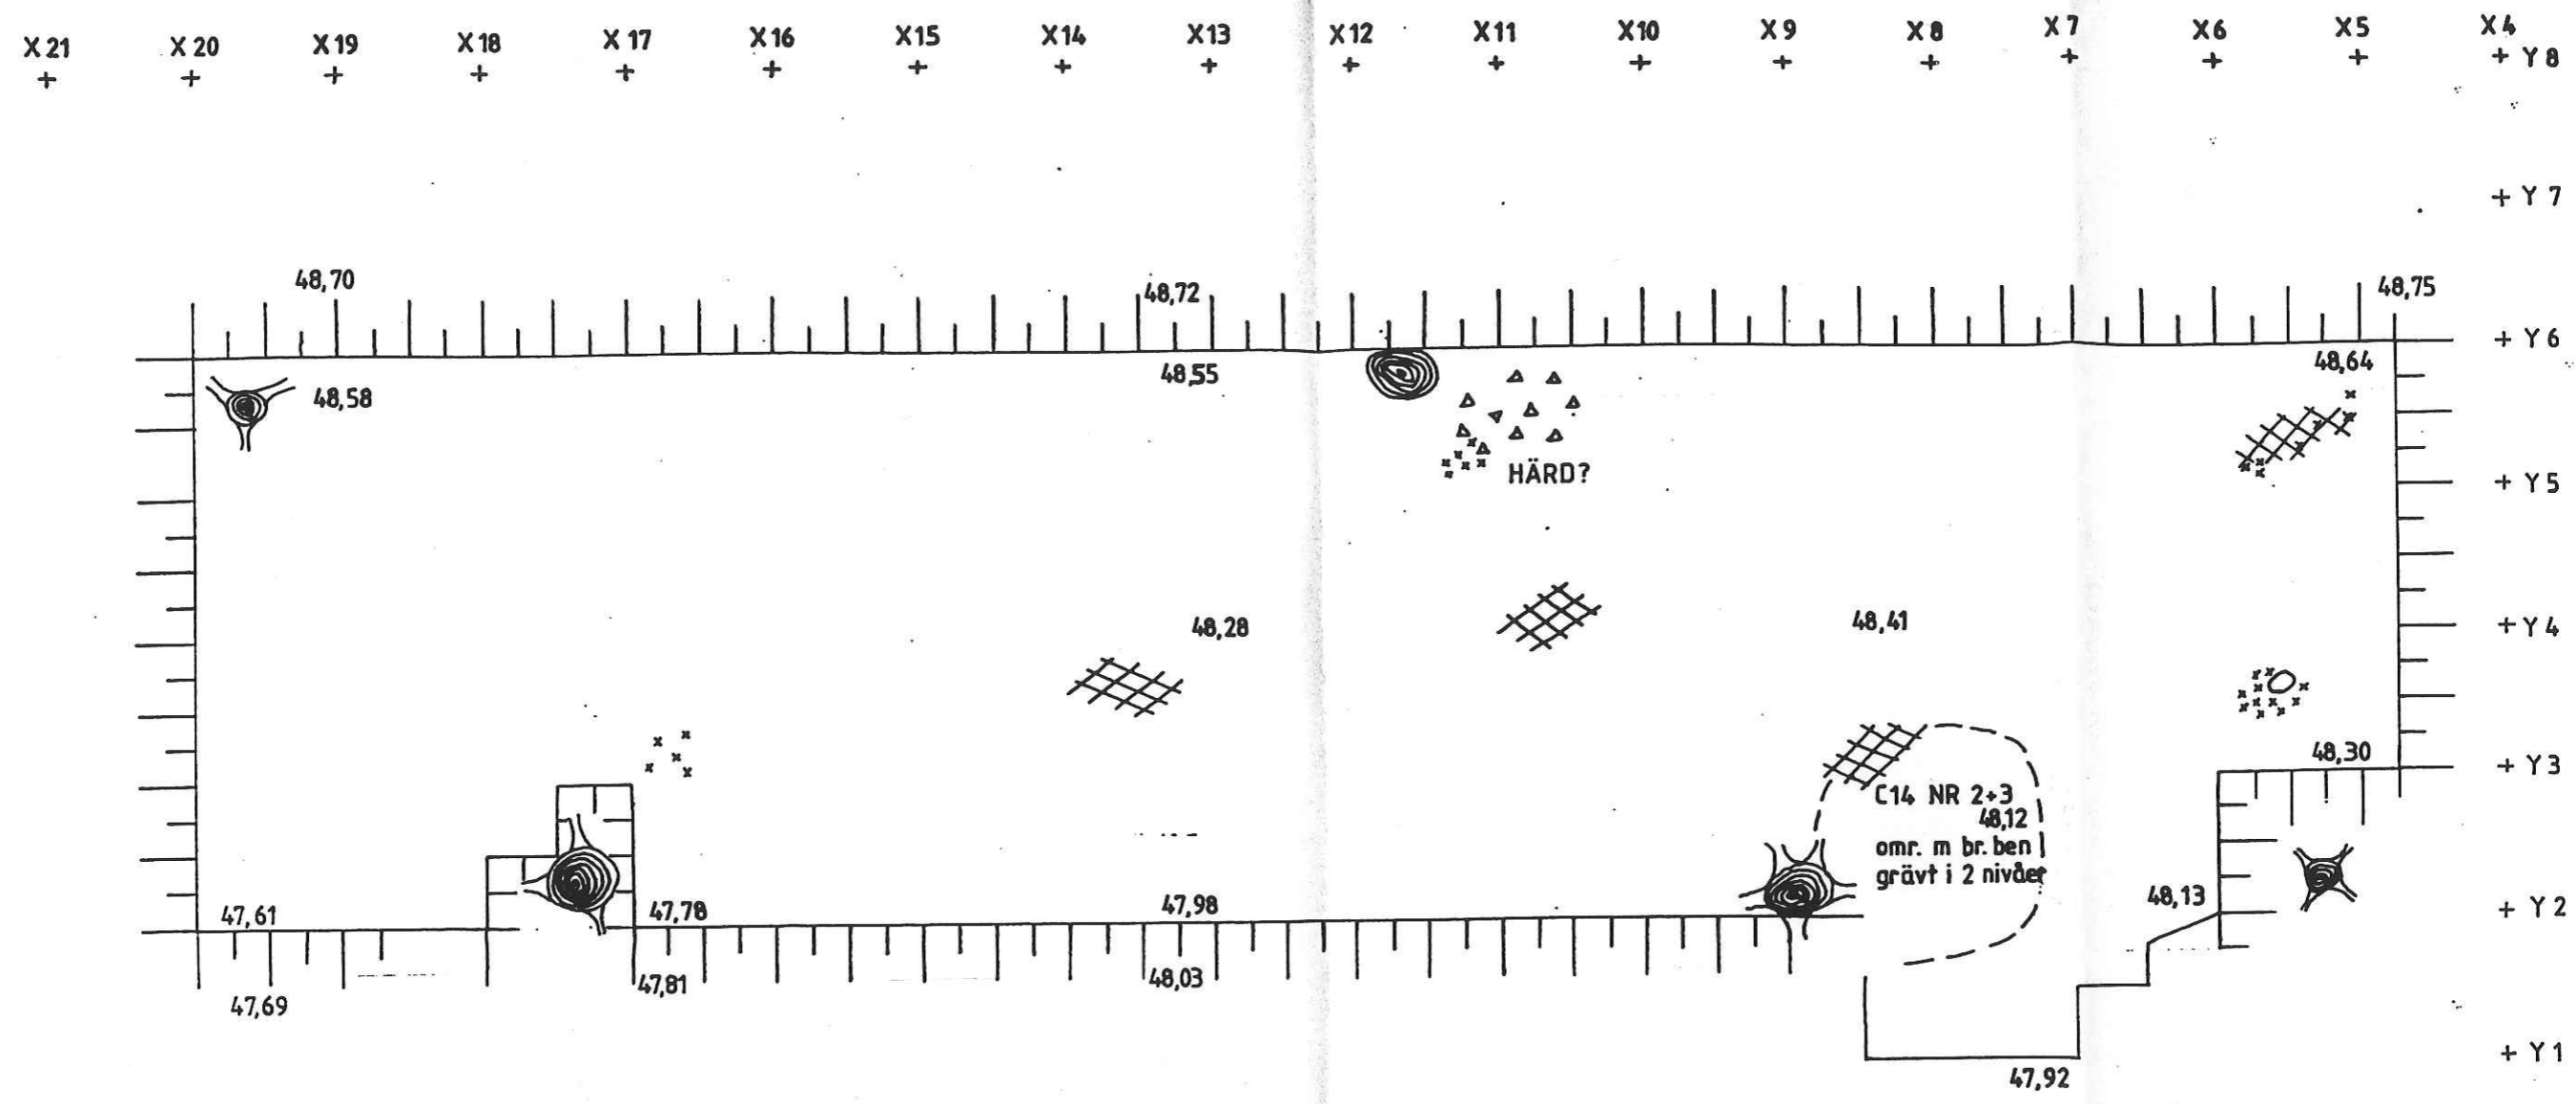 X 21 X 20 X 19 X 18 X 17 X16 X15 X14 X13 X12 X11 X10 X 9 X 8 X 7 X6 X5 X 4
Y 8
Y 7
48,70 48,72 48,75
Y 6
48,58 48,55 48,64
HÄRD?
Y 5
48,28 48,41
Y 4
48,30
Y 3
C14 NR 2+3
48,12
omr. m br. ben
grävt i 2 nivåer
47,61 47,78 47,98 48,13
Y 2
47,69 47,81 48,03
Y 1
47,92